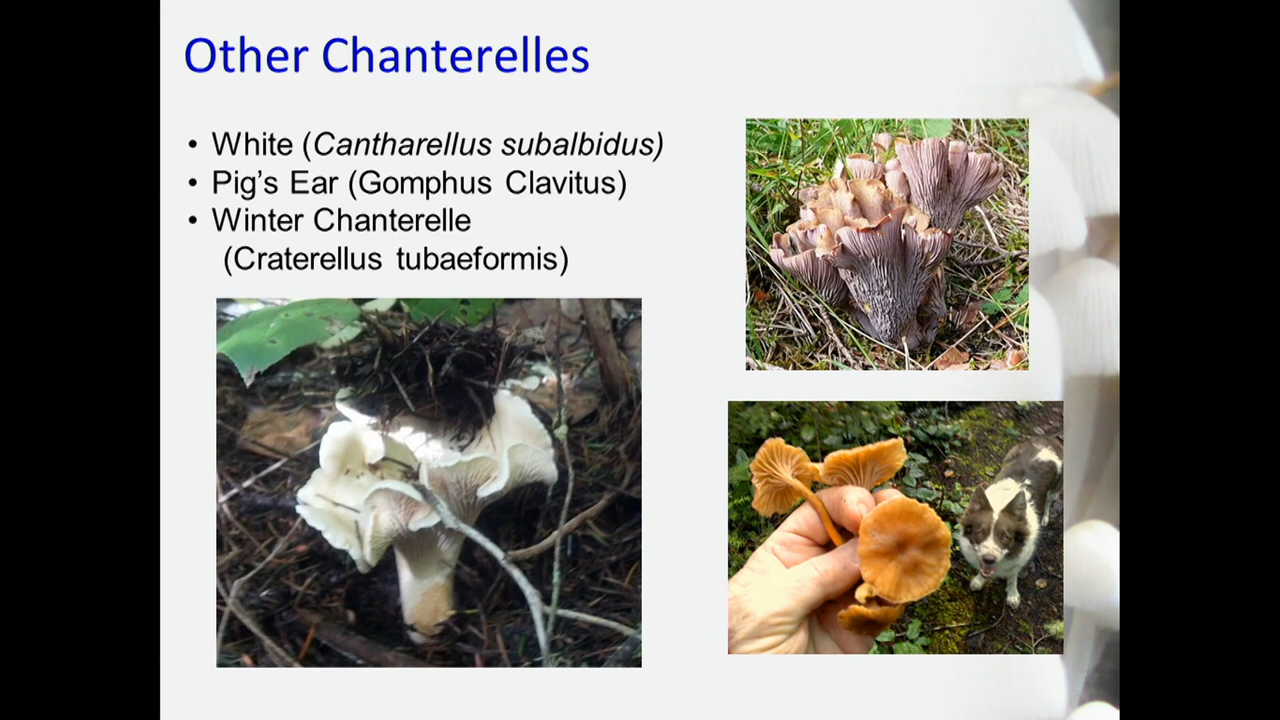 Other Chanterelles
• White (Cantharellus subalbidus)
• Pig’s Ear (Gomphus Clavitus)
• Winter Chanterelle
(Craterellus tubaeformis)